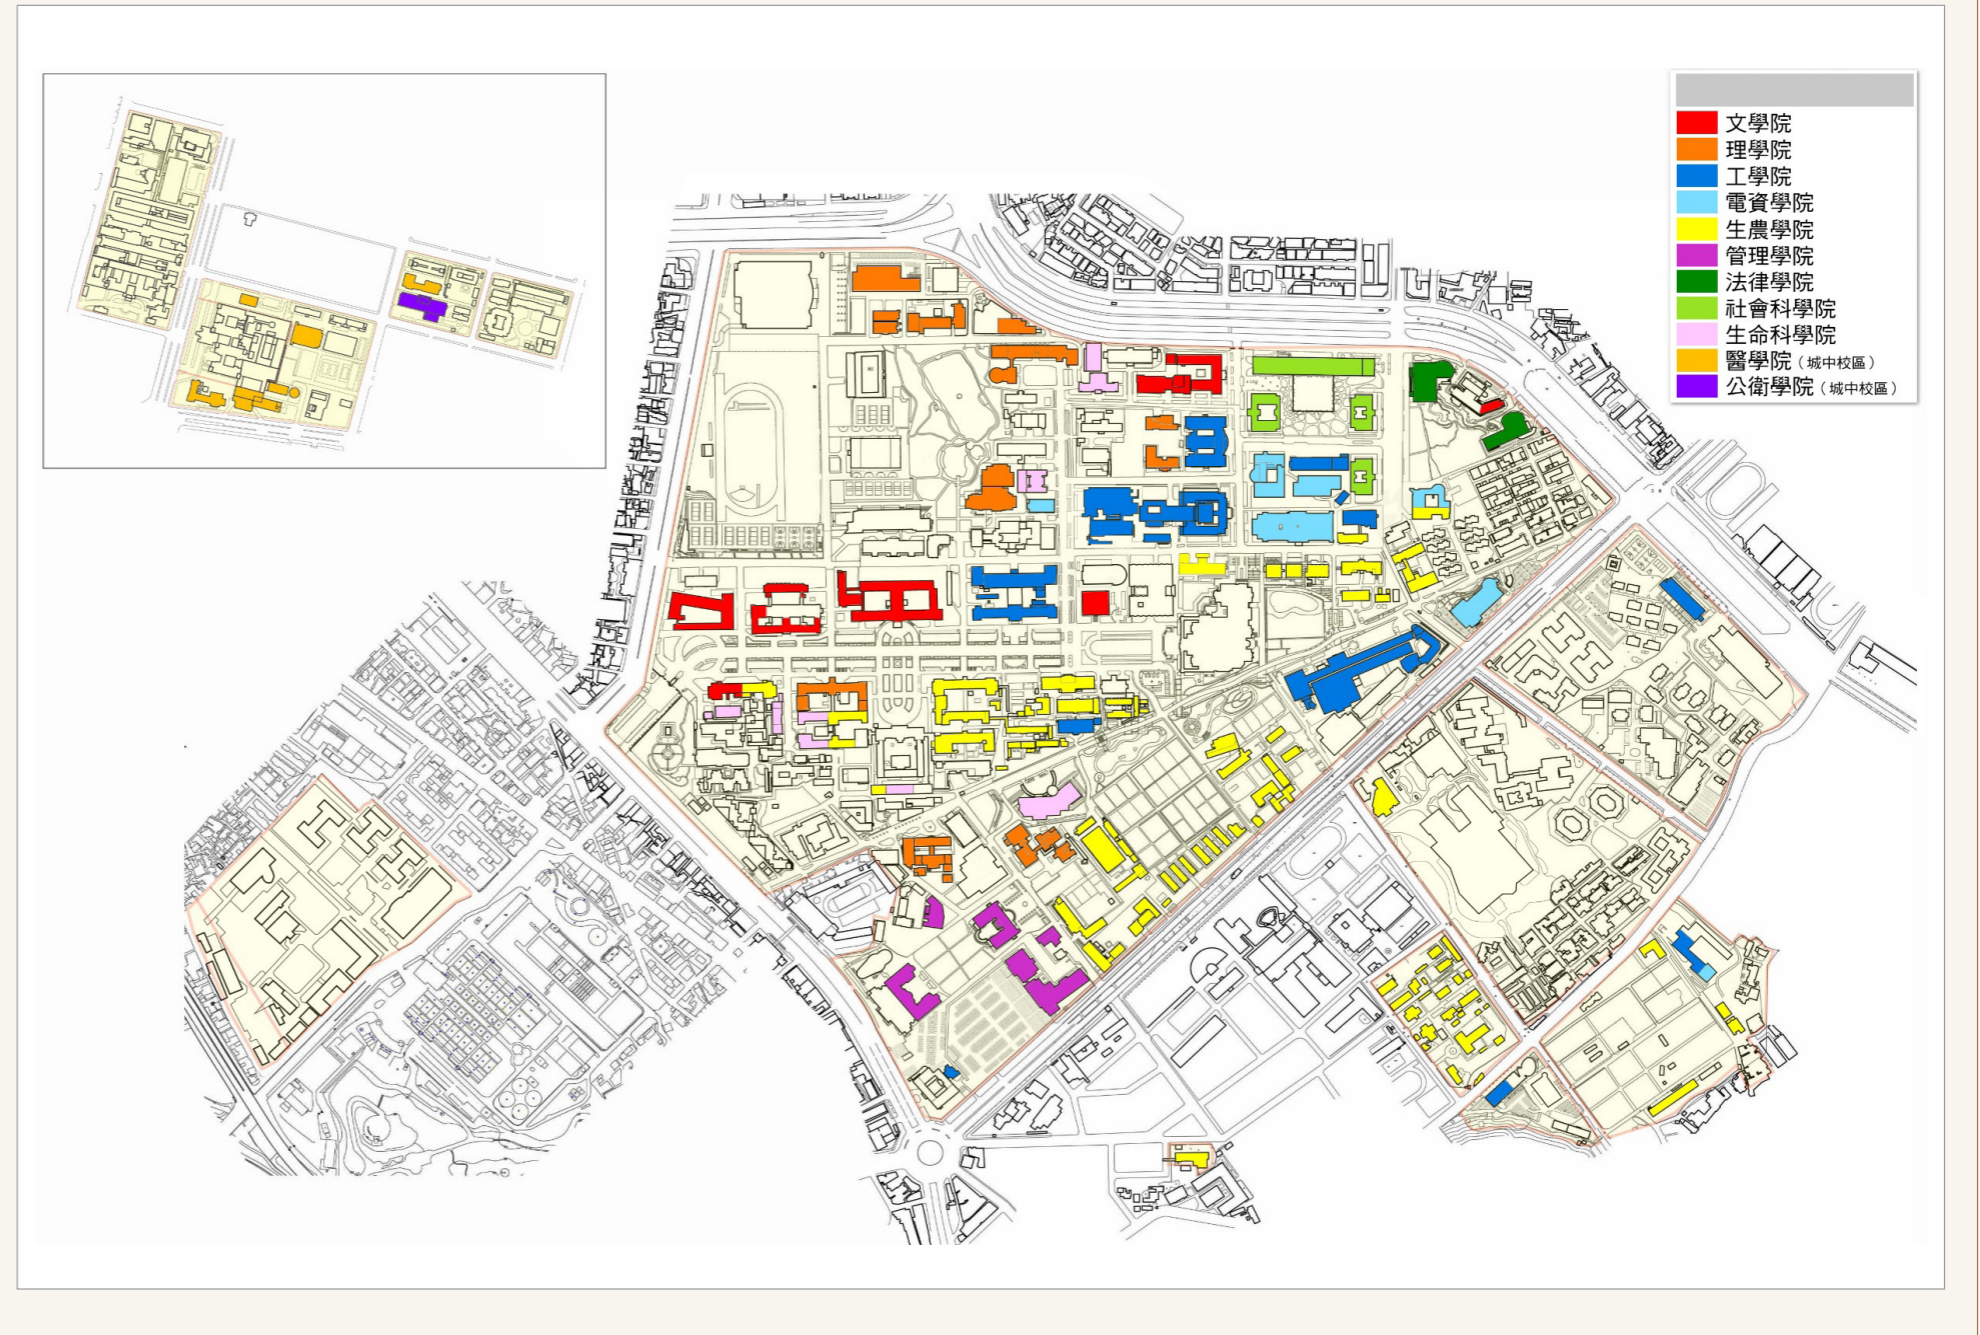 文學院
理學院
工學院
電資學院
生農學院
管理學院
法律學院
社會科學院
生命科學院
醫學院（城中校區）
公衛學院（城中校區）